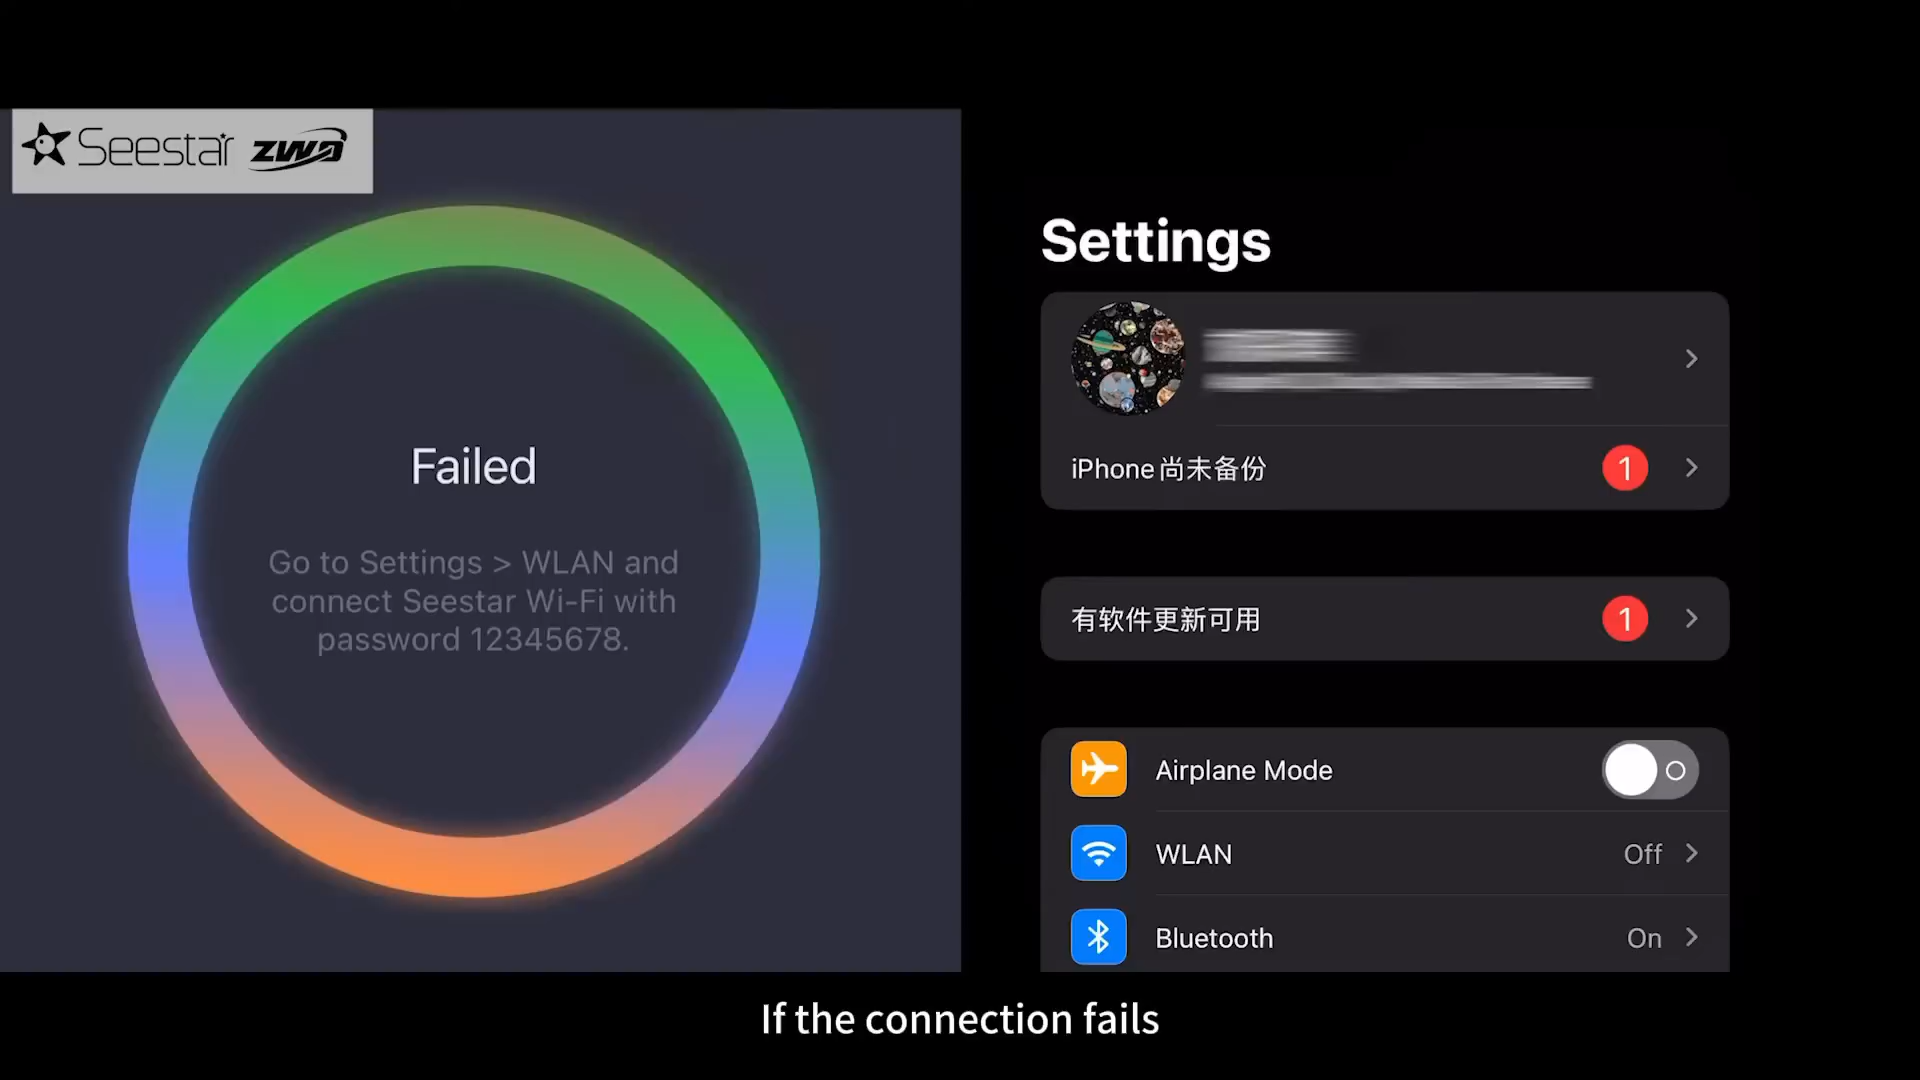 Seestar ZWO
Failed
Go to Settings > WLAN and
connect Seestar Wi-Fi with
password 12345678.
Settings
iPhone尚未备份
1
有软件更新可用
1
Airplane Mode
WLAN
Off
Bluetooth
On
If the connection fails